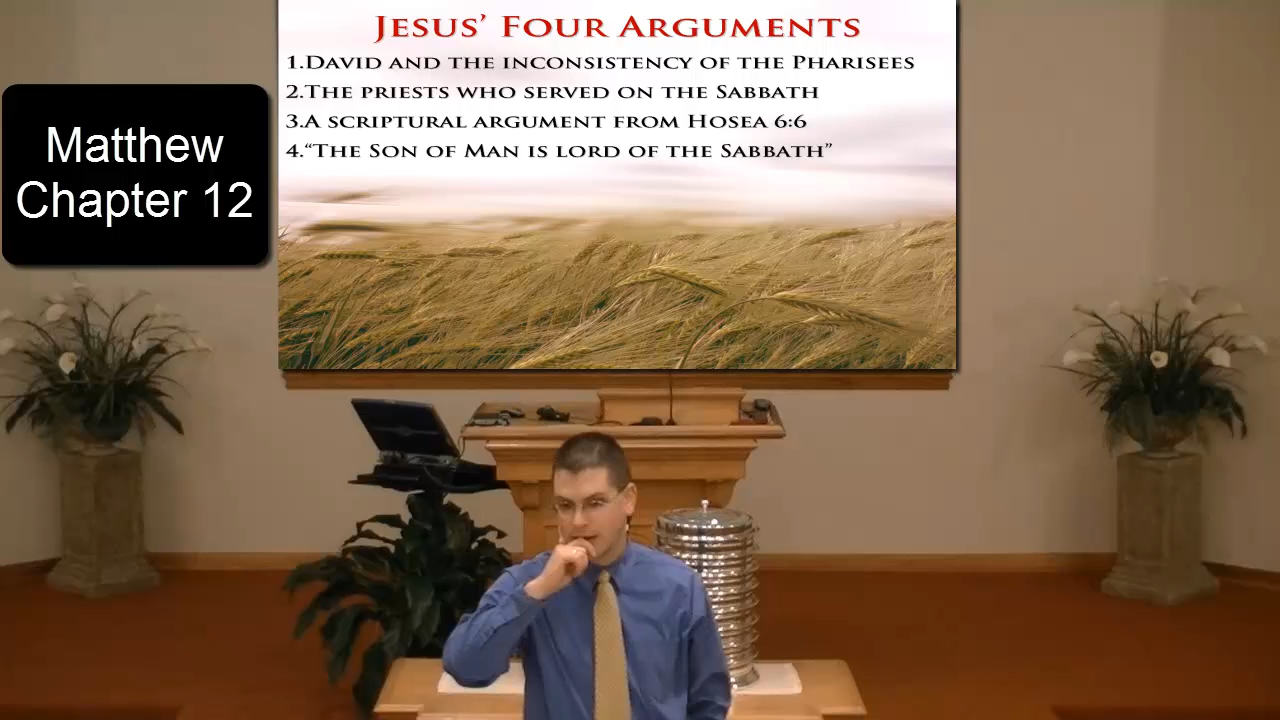 Jesus’ Four Arguments
1.David and the inconsistency of the Pharisees
2.The priests who served on the Sabbath
3.A scriptural argument from Hosea 6:6
4.“The Son of Man is lord of the Sabbath”
Matthew
Chapter 12